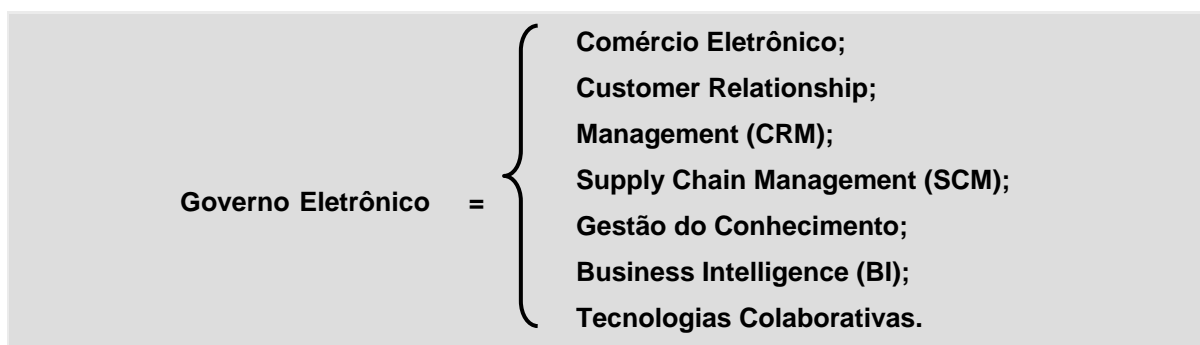 Comércio Eletrônico;
Customer Relationship;
Management (CRM);
Supply Chain Management (SCM);
Governo Eletrônico =
Gestão do Conhecimento;
Business Intelligence (BI);
Tecnologias Colaborativas.